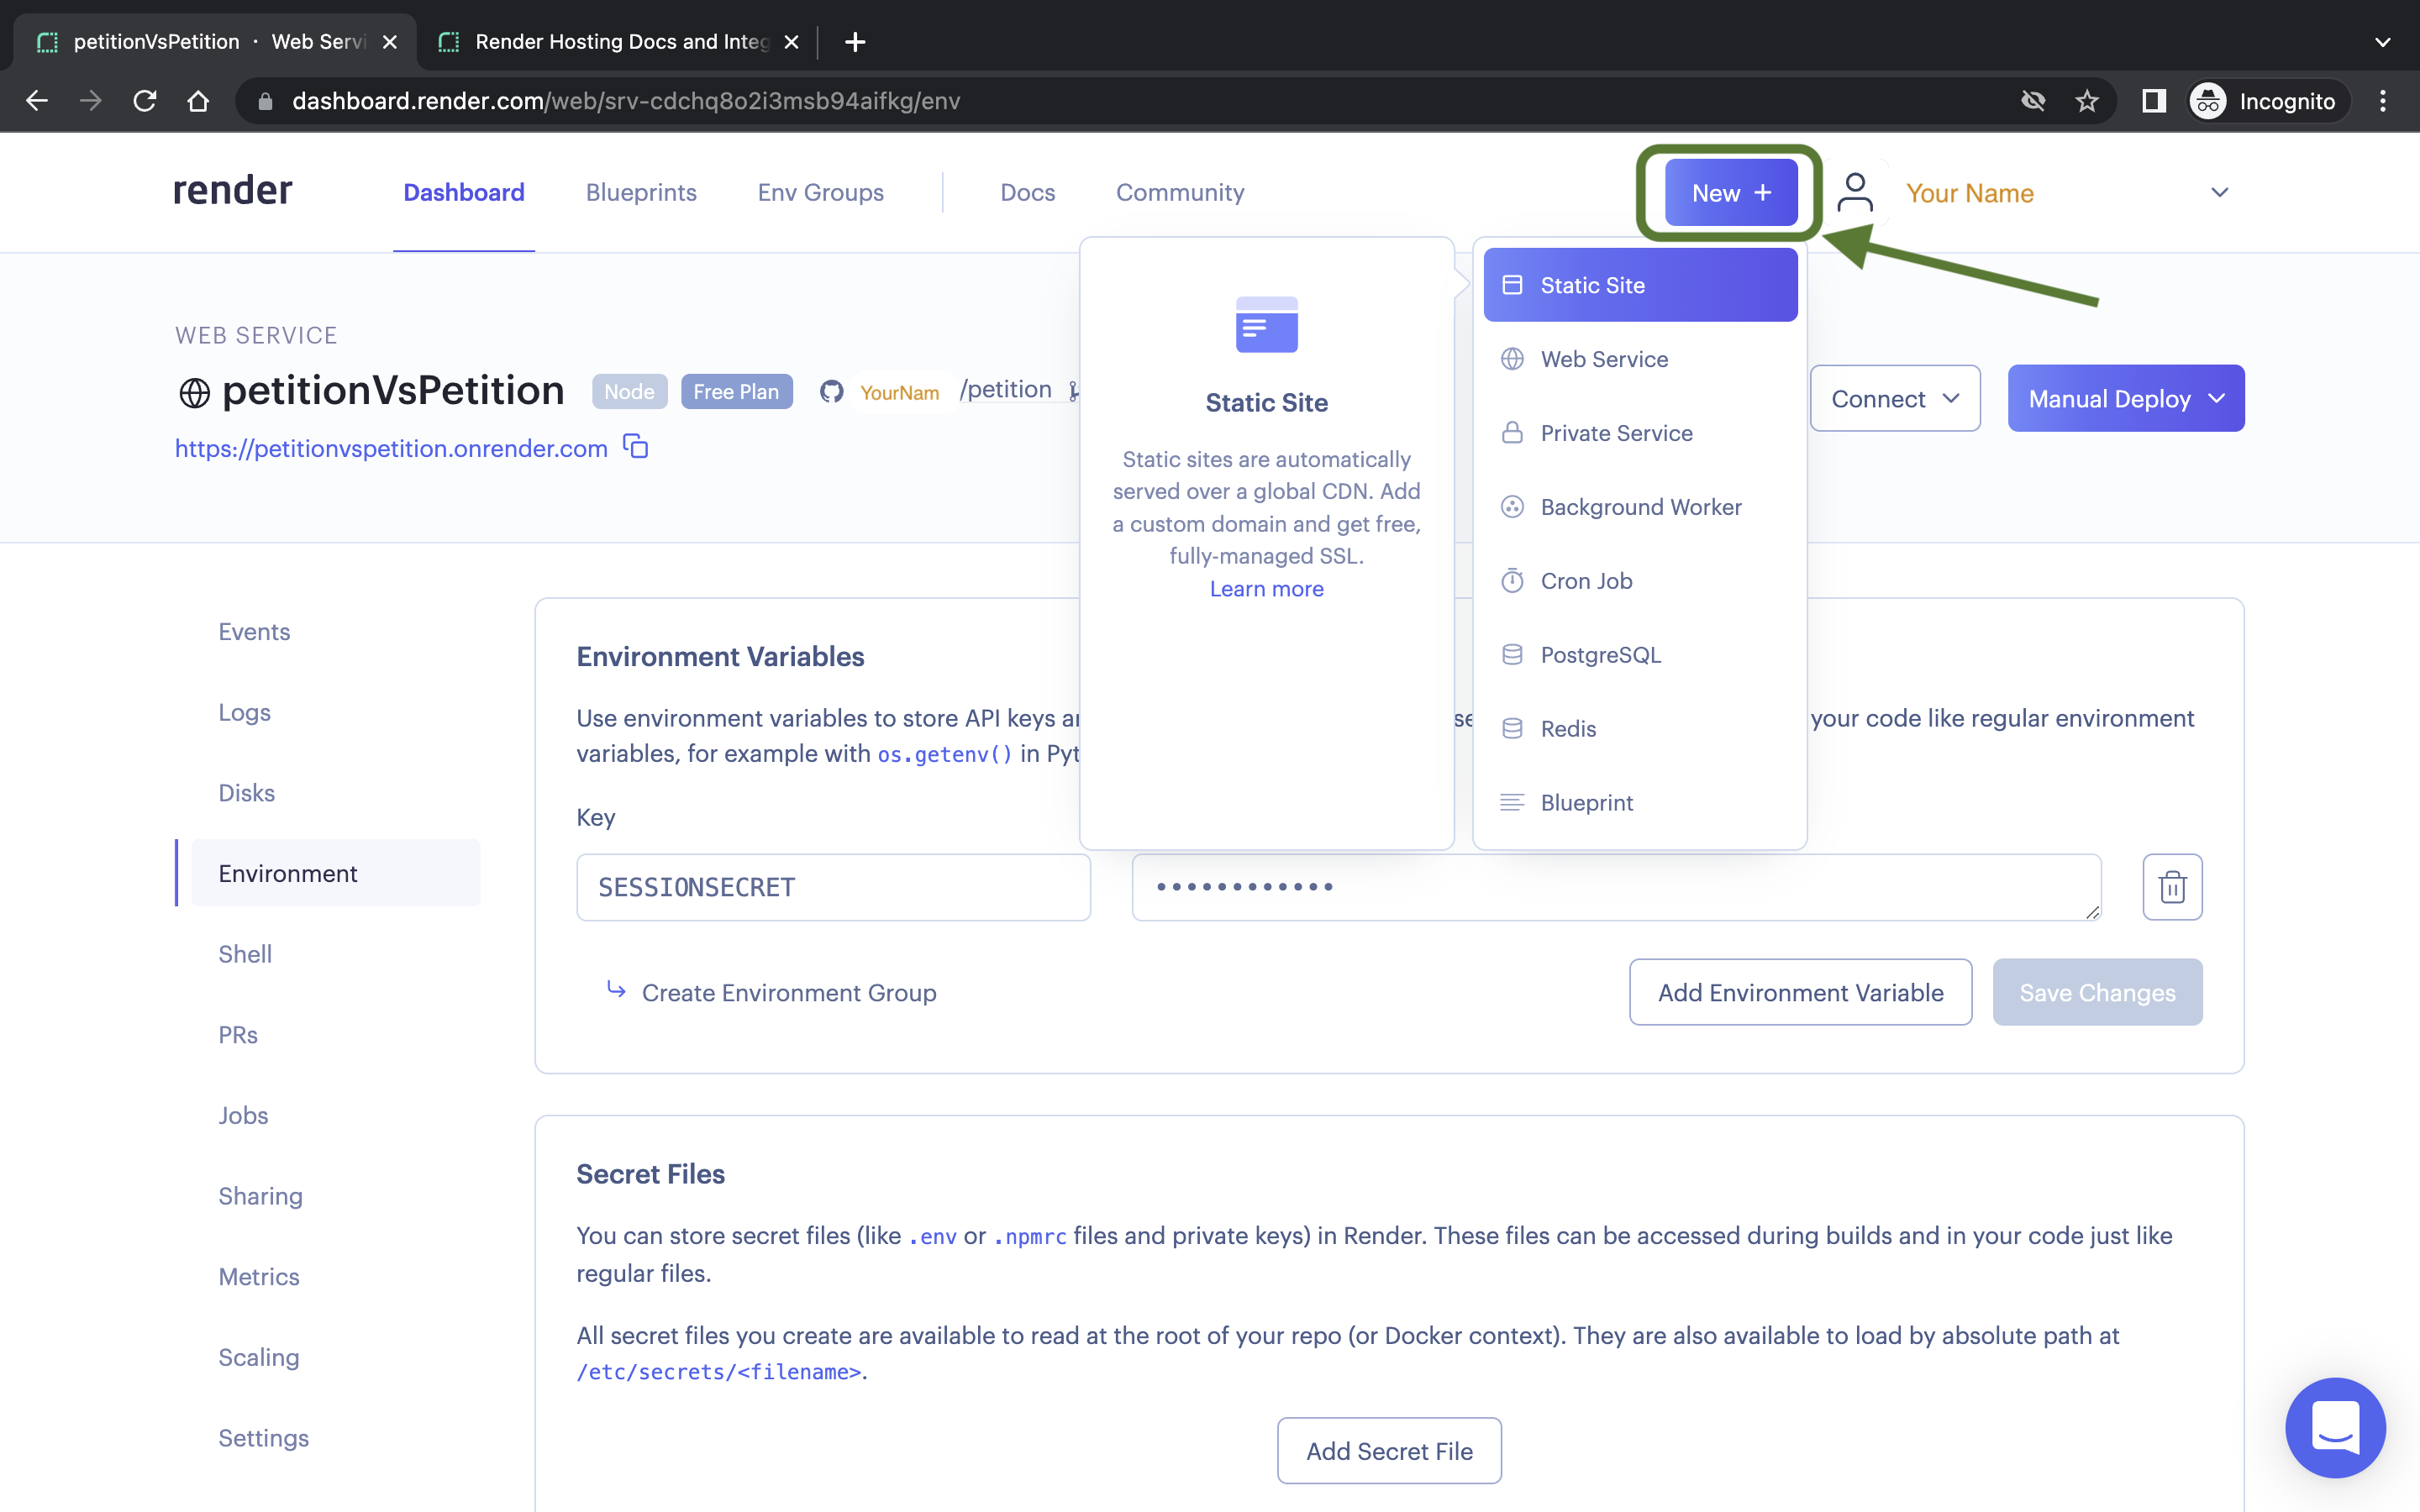 petitionVsPetition · Web Servi
Render Hosting Docs and Integ
dashboard.render.com/web/srv-cdchq8o2i3msb94aifkg/env
Incognito
render
Dashboard
Blueprints
Env Groups
Docs
Community
New +
Your Name
WEB SERVICE
petitionVsPetition
Node
Free Plan
YourNam
/petition
https://petitionvspetition.onrender.com
Connect
Manual Deploy
Static Site
Static sites are automatically
served over a global CDN. Add
a custom domain and get free,
fully-managed SSL.
Learn more
Static Site
Web Service
Private Service
Background Worker
Cron Job
PostgreSQL
Redis
Blueprint
Events
Logs
Disks
Environment
Shell
PRs
Jobs
Sharing
Metrics
Scaling
Settings
Environment Variables
Use environment variables to store API keys your code like regular environment
variables, for example with os.getenv() in
Key
SESSIONSECRET
••••••••••••
Create Environment Group
Add Environment Variable
Save Changes
Secret Files
You can store secret files (like .env or .npmrc files and private keys) in Render. These files can be accessed during builds and in your code just like
regular files.
All secret files you create are available to read at the root of your repo (or Docker context). They are also available to load by absolute path at
/etc/secrets/<filename>.
Add Secret File